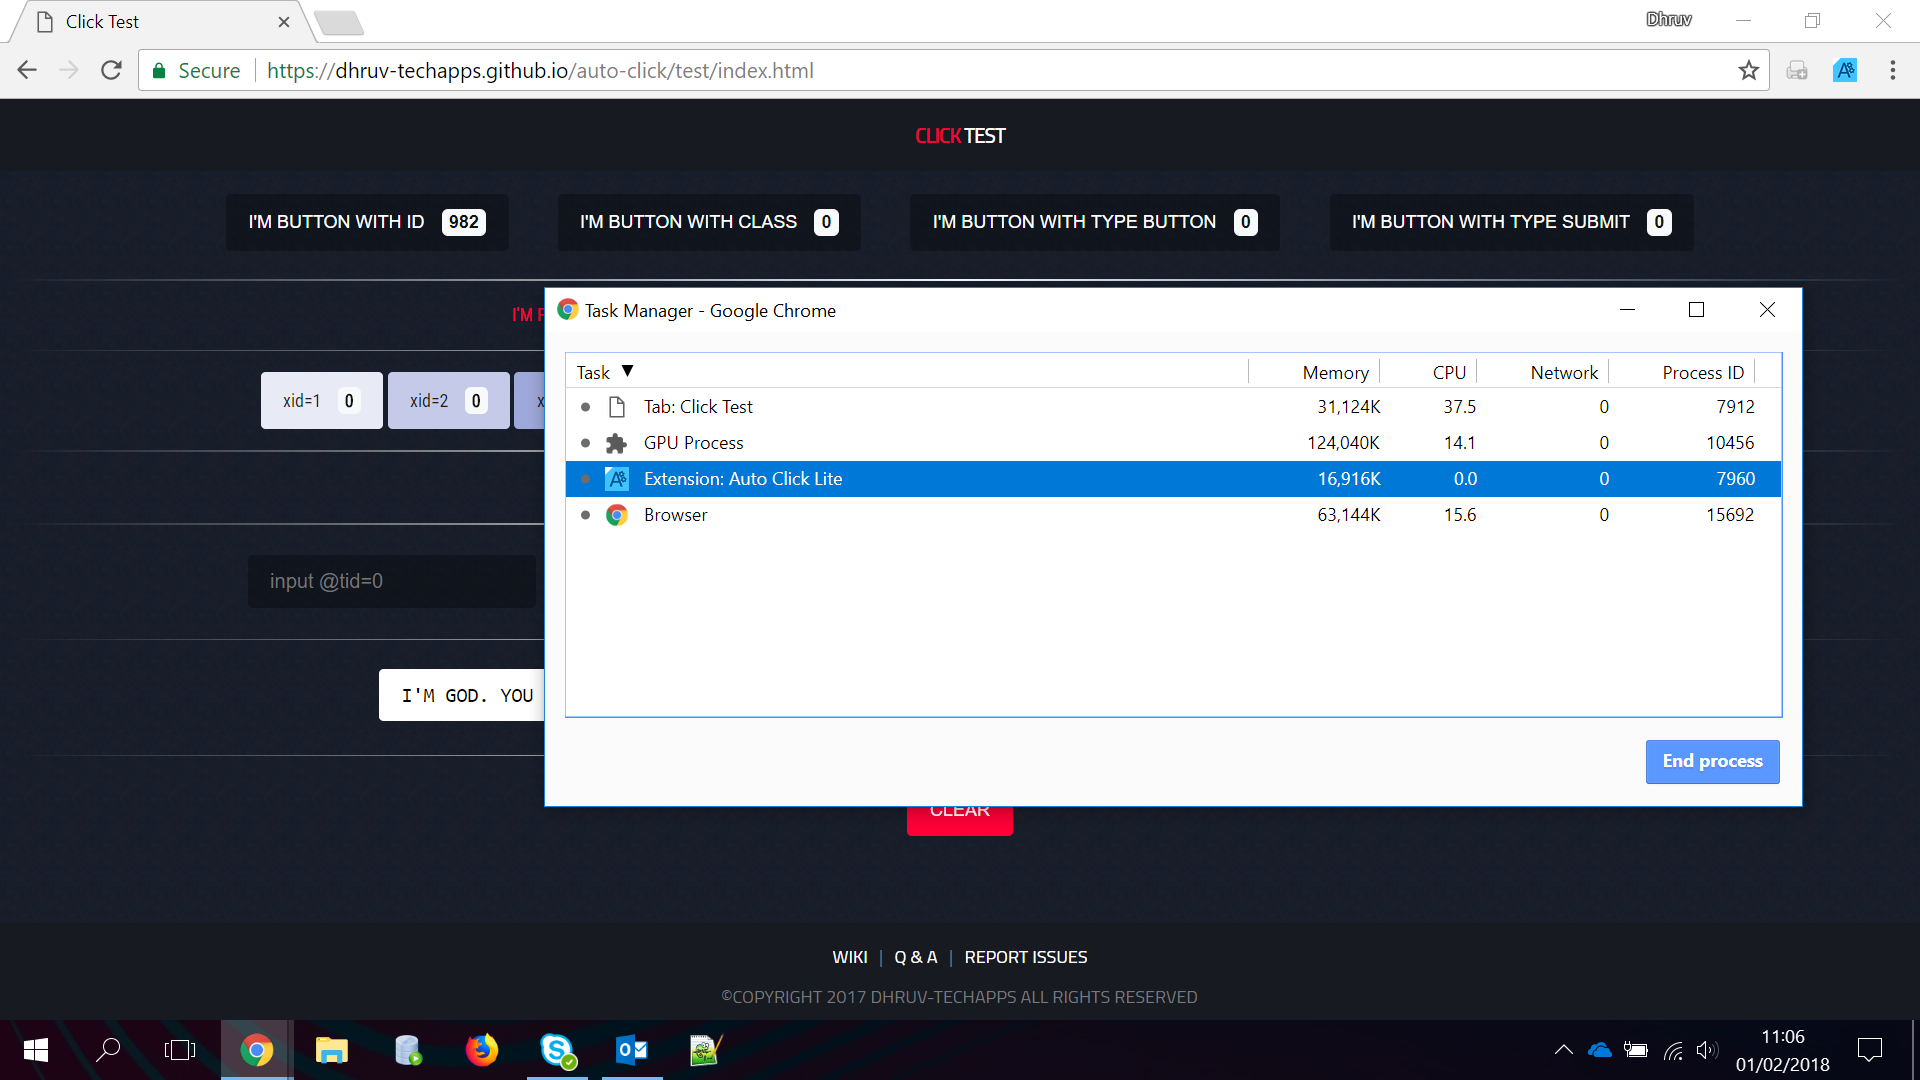 Click Test
Dhruv
Secure
https://dhruv-techapps.github.io/auto-click/test/index.html
CLICK TEST
I'M BUTTON WITH ID 982
I'M BUTTON WITH CLASS 0
I'M BUTTON WITH TYPE BUTTON 0
I'M BUTTON WITH TYPE SUBMIT 0
I'M
Task Manager - Google Chrome
Task ▼ Memory CPU Network Process ID
Tab: Click Test 31,124K 37.5 0 7912
GPU Process 124,040K 14.1 0 10456
Extension: Auto Click Lite 16,916K 0.0 0 7960
Browser 63,144K 15.6 0 15692
End process
xid=1 0
xid=2 0
x
input @tid=0
I'M GOD. YOU
CLEAR
WIKI | Q & A | REPORT ISSUES
©COPYRIGHT 2017 DHRUV-TECHAPPS ALL RIGHTS RESERVED
11:06
01/02/2018